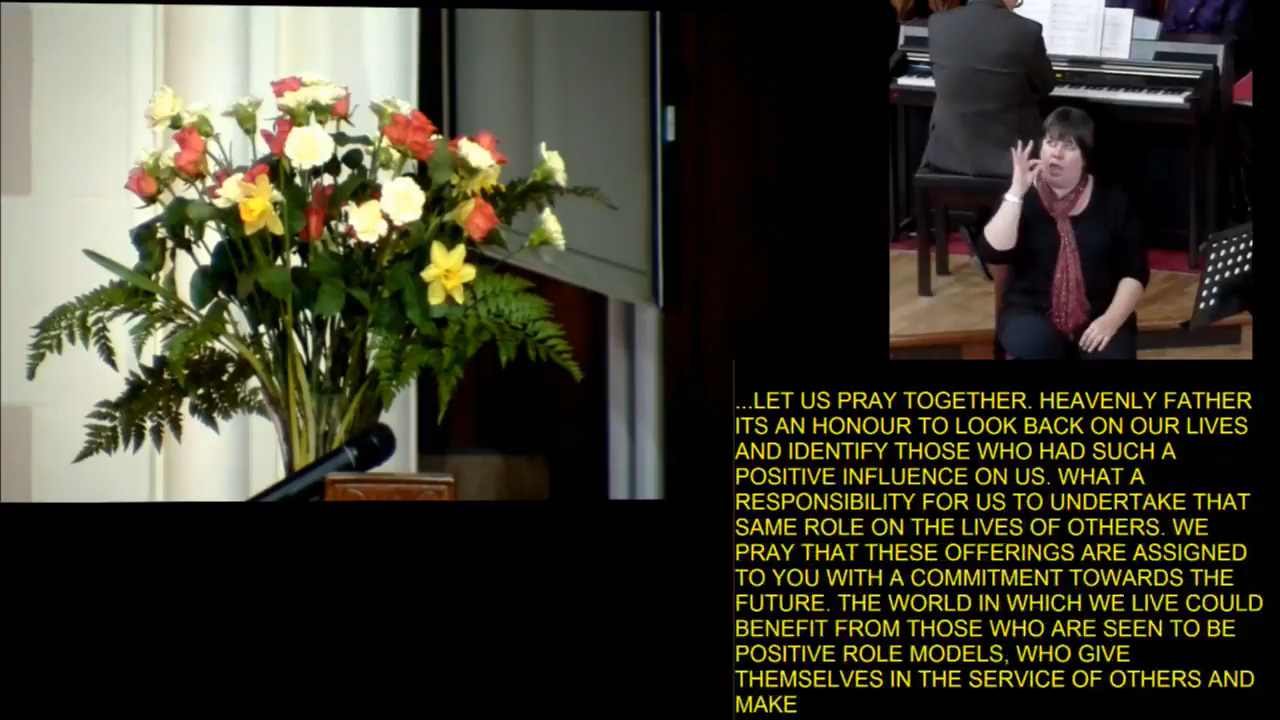 ...LET US PRAY TOGETHER. HEAVENLY FATHER
ITS AN HONOUR TO LOOK BACK ON OUR LIVES
AND IDENTIFY THOSE WHO HAD SUCH A
POSITIVE INFLUENCE ON US. WHAT A
RESPONSIBILITY FOR US TO UNDERTAKE THAT
SAME ROLE ON THE LIVES OF OTHERS. WE
PRAY THAT THESE OFFERINGS ARE ASSIGNED
TO YOU WITH A COMMITMENT TOWARDS THE
FUTURE. THE WORLD IN WHICH WE LIVE COULD
BENEFIT FROM THOSE WHO ARE SEEN TO BE
POSITIVE ROLE MODELS, WHO GIVE
THEMSELVES IN THE SERVICE OF OTHERS AND
MAKE